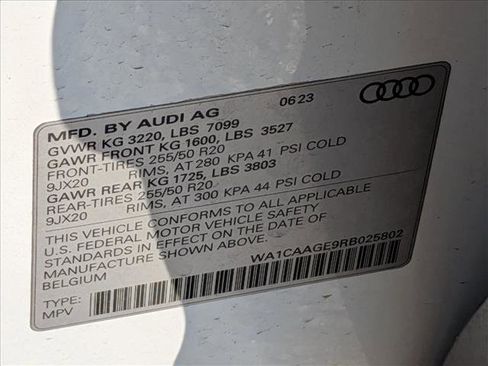 MFD. BY AUDI AG 06 23
GVWR KG 3220, LBS 7099
GAWR FRONT KG 1600, LBS 3527
FRONT-TIRES 255/50 R20
9JX20 RIMS, AT 280 KPA 41 PSI COLD
GAWR REAR KG 1725, LBS 3803
REAR-TIRES 255/50 R20
9JX20 RIMS, AT 300 KPA 44 PSI COLD
THIS VEHICLE CONFORMS TO ALL APPLICABLE
U.S. FEDERAL MOTOR VEHICLE SAFETY
STANDARDS IN EFFECT ON THE DATE OF
MANUFACTURE SHOWN ABOVE.
BELGIUM WA1CAAGE9RB025802
TYPE:
MPV